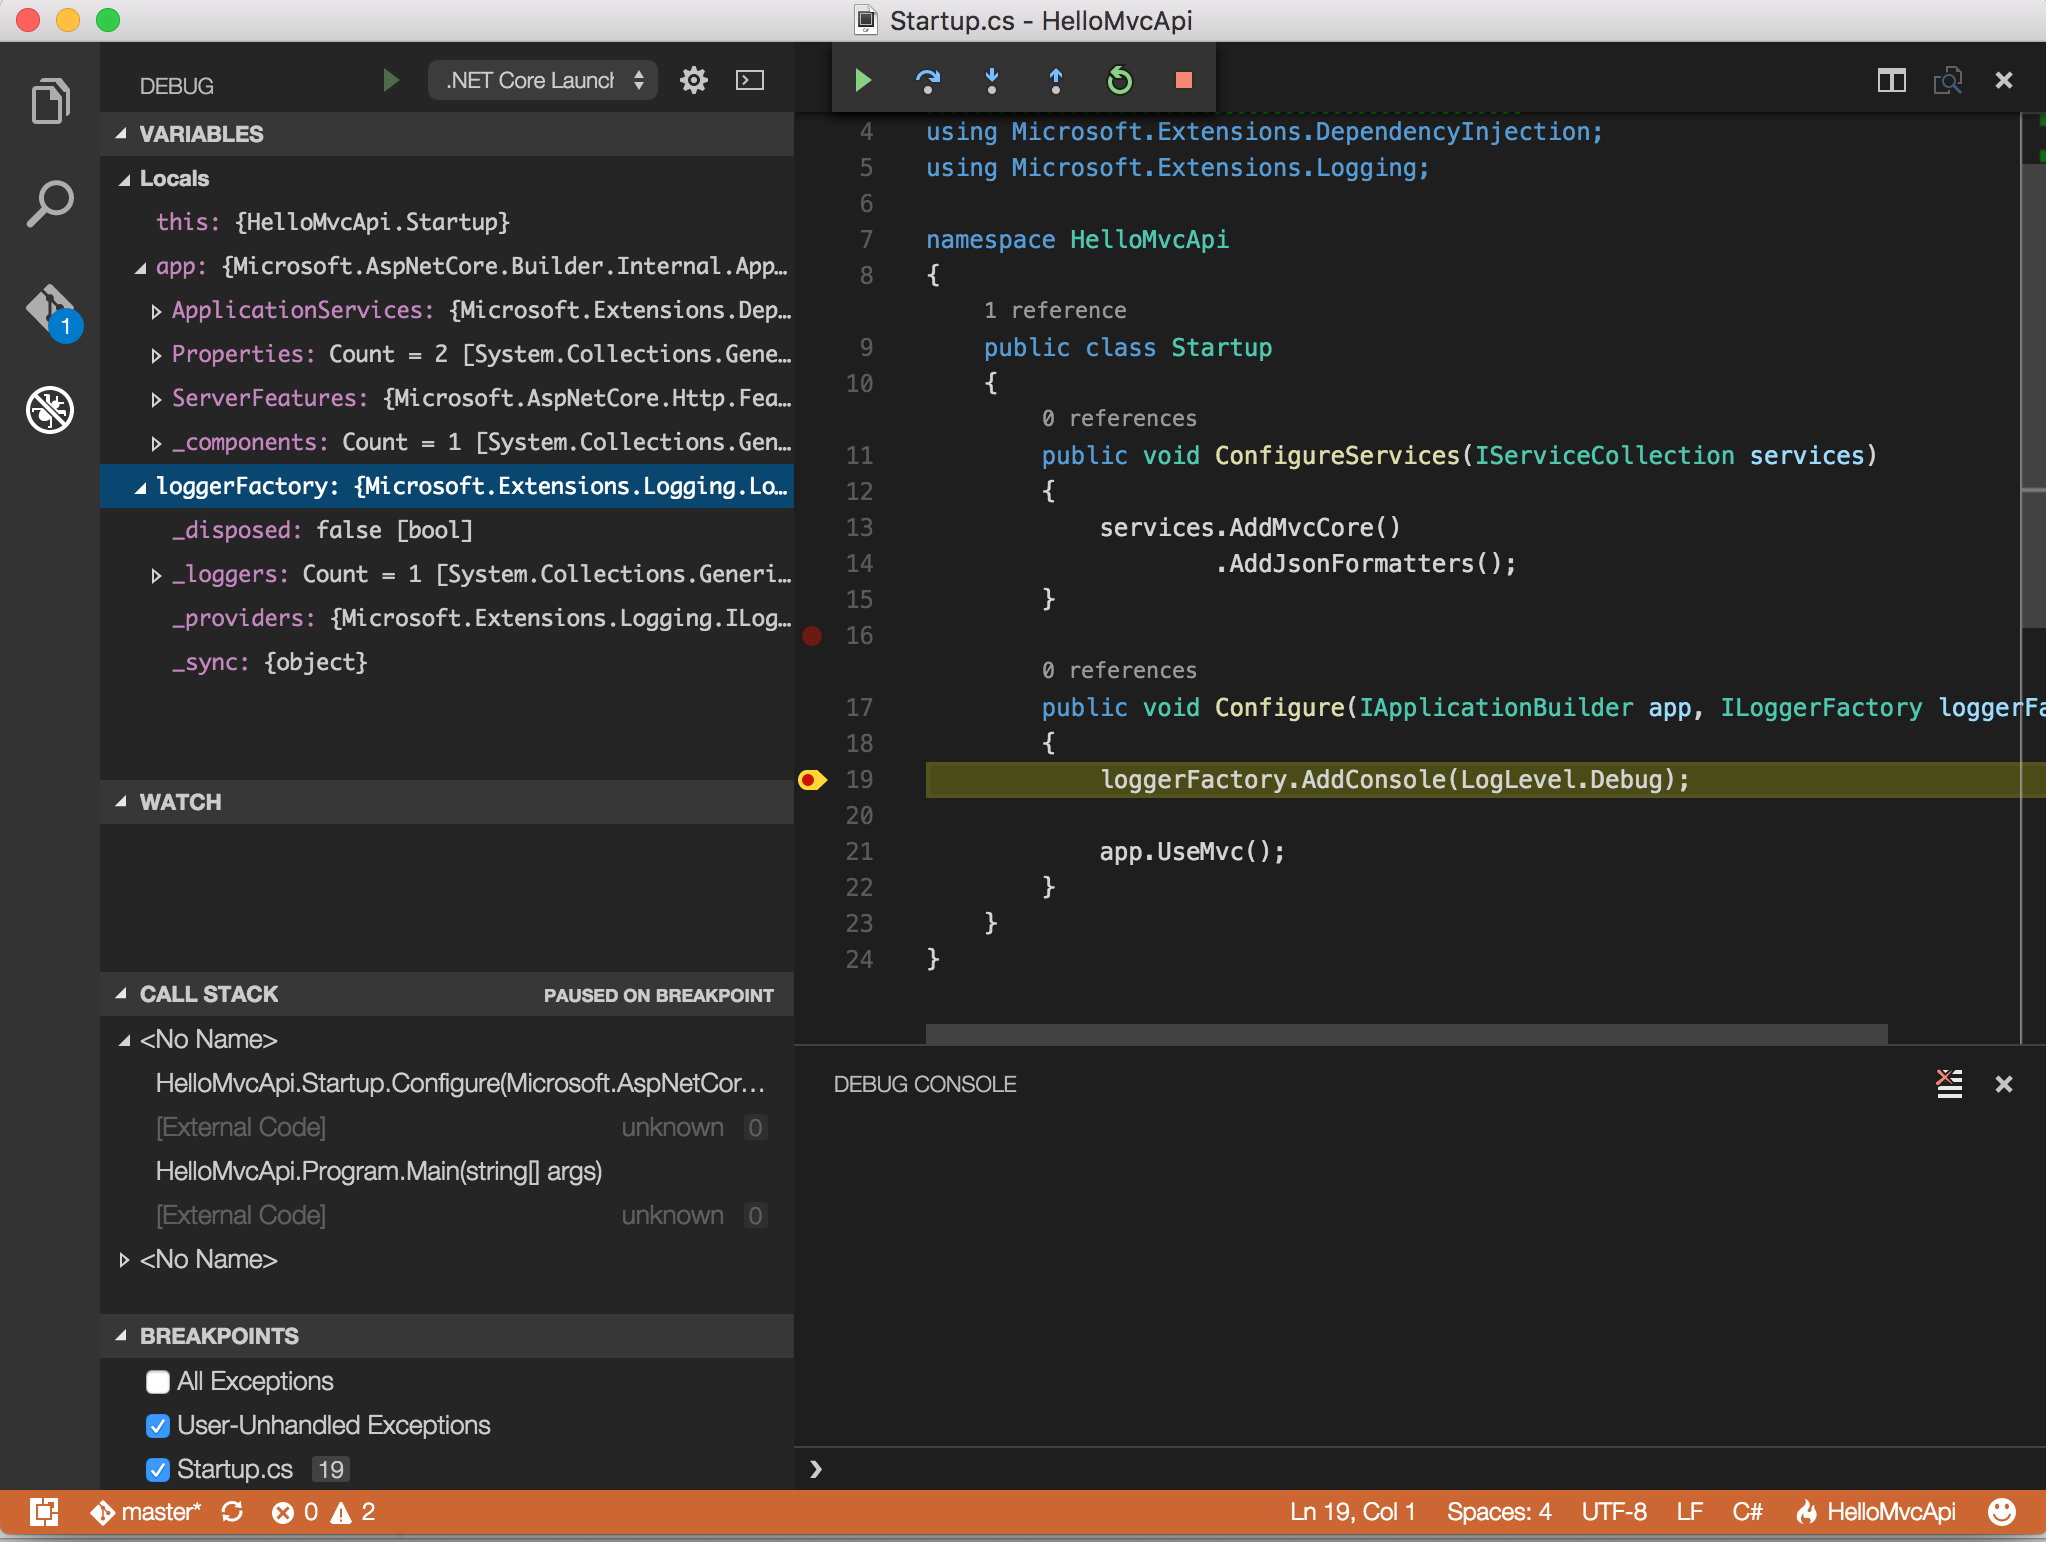 Startup.cs - HelloMvcApi
DEBUG
.NET Core Launch
VARIABLES
Locals
this: {HelloMvcApi.Startup}
app: {Microsoft.AspNetCore.Builder.Internal.App…
ApplicationServices: {Microsoft.Extensions.Dep…
Properties: Count = 2 [System.Collections.Gene…
ServerFeatures: {Microsoft.AspNetCore.Http.Fea…
_components: Count = 1 [System.Collections.Gen…
loggerFactory: {Microsoft.Extensions.Logging.Lo…
_disposed: false [bool]
_loggers: Count = 1 [System.Collections.Generi…
_providers: {Microsoft.Extensions.Logging.ILog…
_sync: {object}
WATCH
CALL STACK PAUSED ON BREAKPOINT
<No Name>
HelloMvcApi.Startup.Configure(Microsoft.AspNetCor…
[External Code] unknown 0
HelloMvcApi.Program.Main(string[] args)
[External Code] unknown 0
<No Name>
BREAKPOINTS
All Exceptions
User-Unhandled Exceptions
Startup.cs 19
1
4 using Microsoft.Extensions.DependencyInjection;
5 using Microsoft.Extensions.Logging;
6
7 namespace HelloMvcApi
8 {
1 reference
9 public class Startup
10 {
0 references
11 public void ConfigureServices(IServiceCollection services)
12 {
13 services.AddMvcCore()
14 .AddJsonFormatters();
15 }
16
0 references
17 public void Configure(IApplicationBuilder app, ILoggerFactory loggerFa
18 {
19 loggerFactory.AddConsole(LogLevel.Debug);
20
21 app.UseMvc();
22 }
23 }
24 }
DEBUG CONSOLE
master* 0 2 Ln 19, Col 1 Spaces: 4 UTF-8 LF C# HelloMvcApi